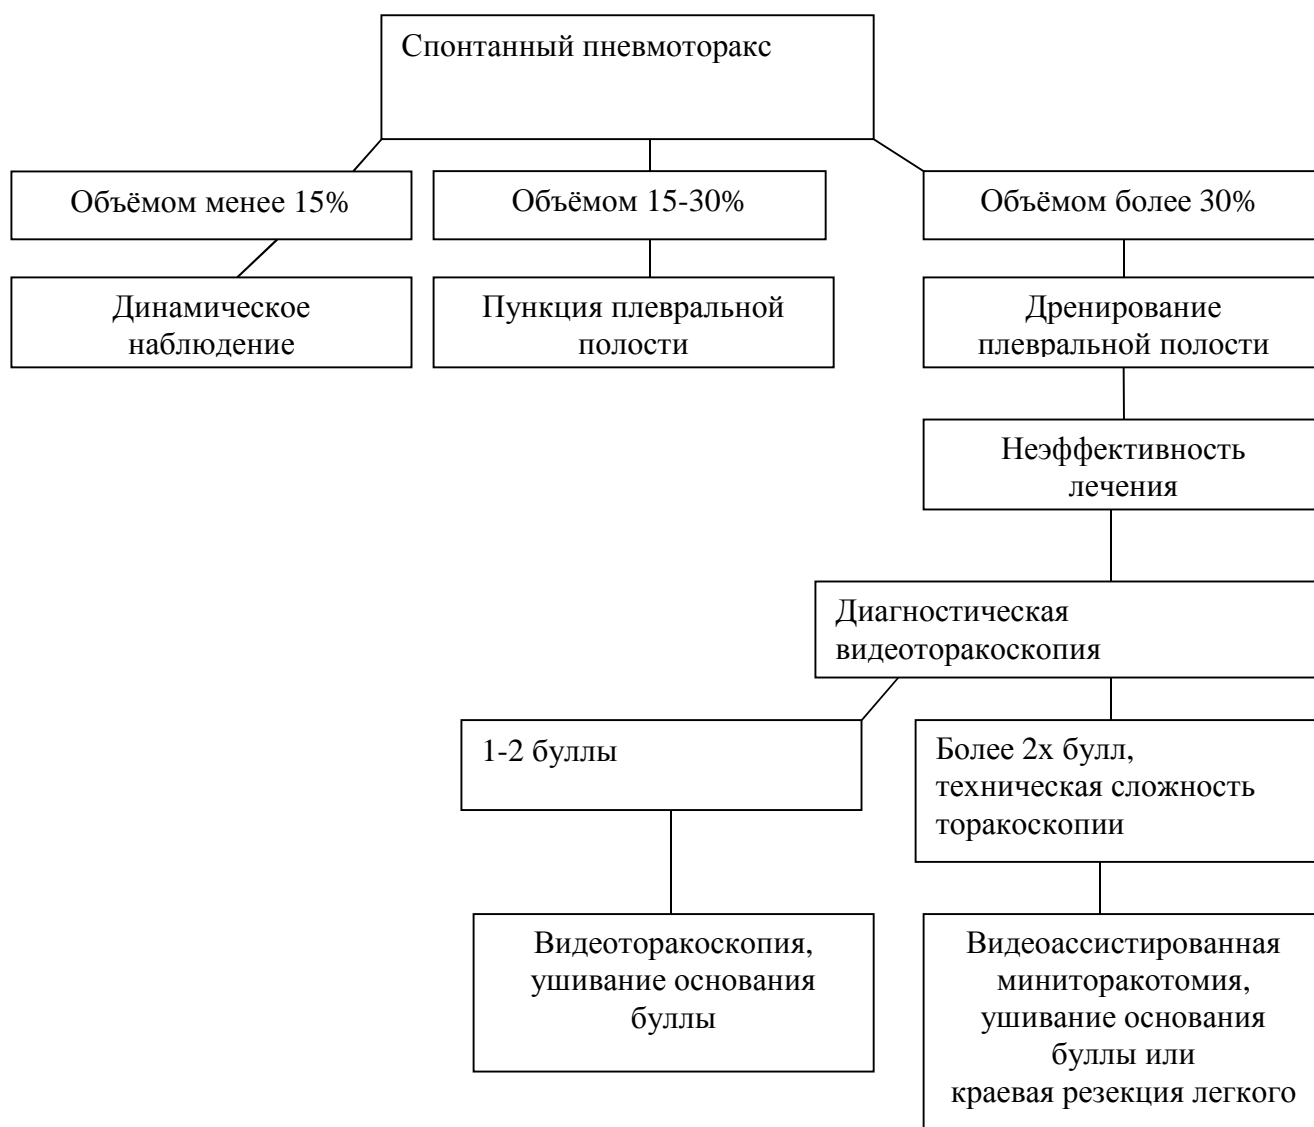 Спонтанный пневмоторакс
Объёмом менее 15%
Объёмом 15-30%
Объёмом более 30%
Динамическое
наблюдение
Пункция плевральной
полости
Дренирование
плевральной полости
Неэффективность
лечения
Диагностическая
видеоторакоскопия
1-2 буллы
Более 2х булл,
техническая сложность
торакоскопии
Видеоторакоскопия,
ушивание основания
буллы
Видеоассистированная
миниторакотомия,
ушивание основания
буллы или
краевая резекция легкого